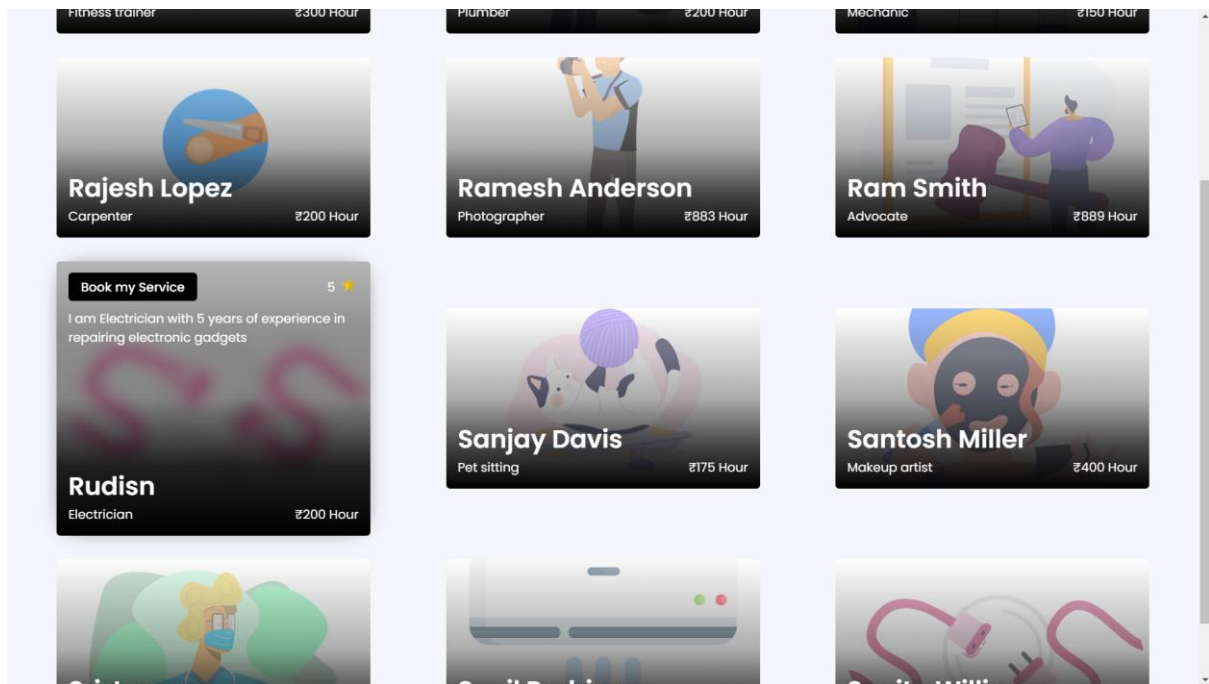 Fitness trainer ₹300 Hour
Plumber ₹200 Hour
Mechanic ₹150 Hour
Rajesh Lopez
Carpenter ₹200 Hour
Ramesh Anderson
Photographer ₹883 Hour
Ram Smith
Advocate ₹889 Hour
Book my Service 5
I am Electrician with 5 years of experience in
repairing electronic gadgets
Rudisn
Electrician ₹200 Hour
Sanjay Davis
Pet sitting ₹175 Hour
Santosh Miller
Makeup artist ₹400 Hour